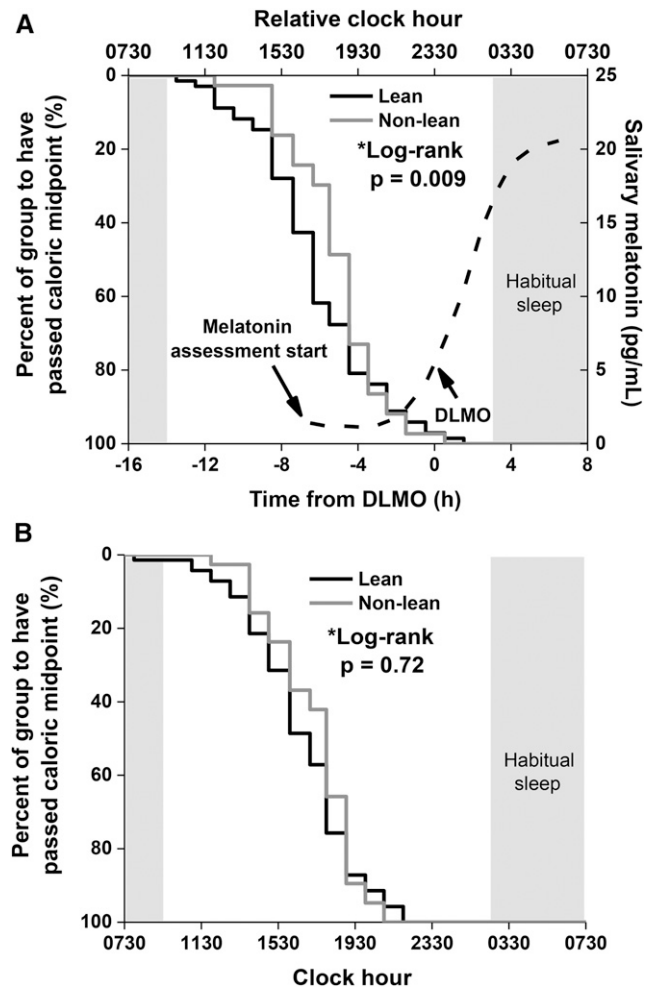 A
Relative clock hour
0730 1130 1530 1930 2330 0330 0730
Percent of group to have
passed caloric midpoint (%)
0
20
40
60
80
100
Lean
Non-lean
*Log-rank
p = 0.009
Melatonin
assessment start
DLMO
Habitual
sleep
25
20
15
10
5
0
Salivary melatonin (pg/mL)
-16 -12 -8 -4 0 4 8
Time from DLMO (h)
B
Percent of group to have
passed caloric midpoint (%)
0
20
40
60
80
100
Lean
Non-lean
*Log-rank
p = 0.72
Habitual
sleep
0730 1130 1530 1930 2330 0330 0730
Clock hour